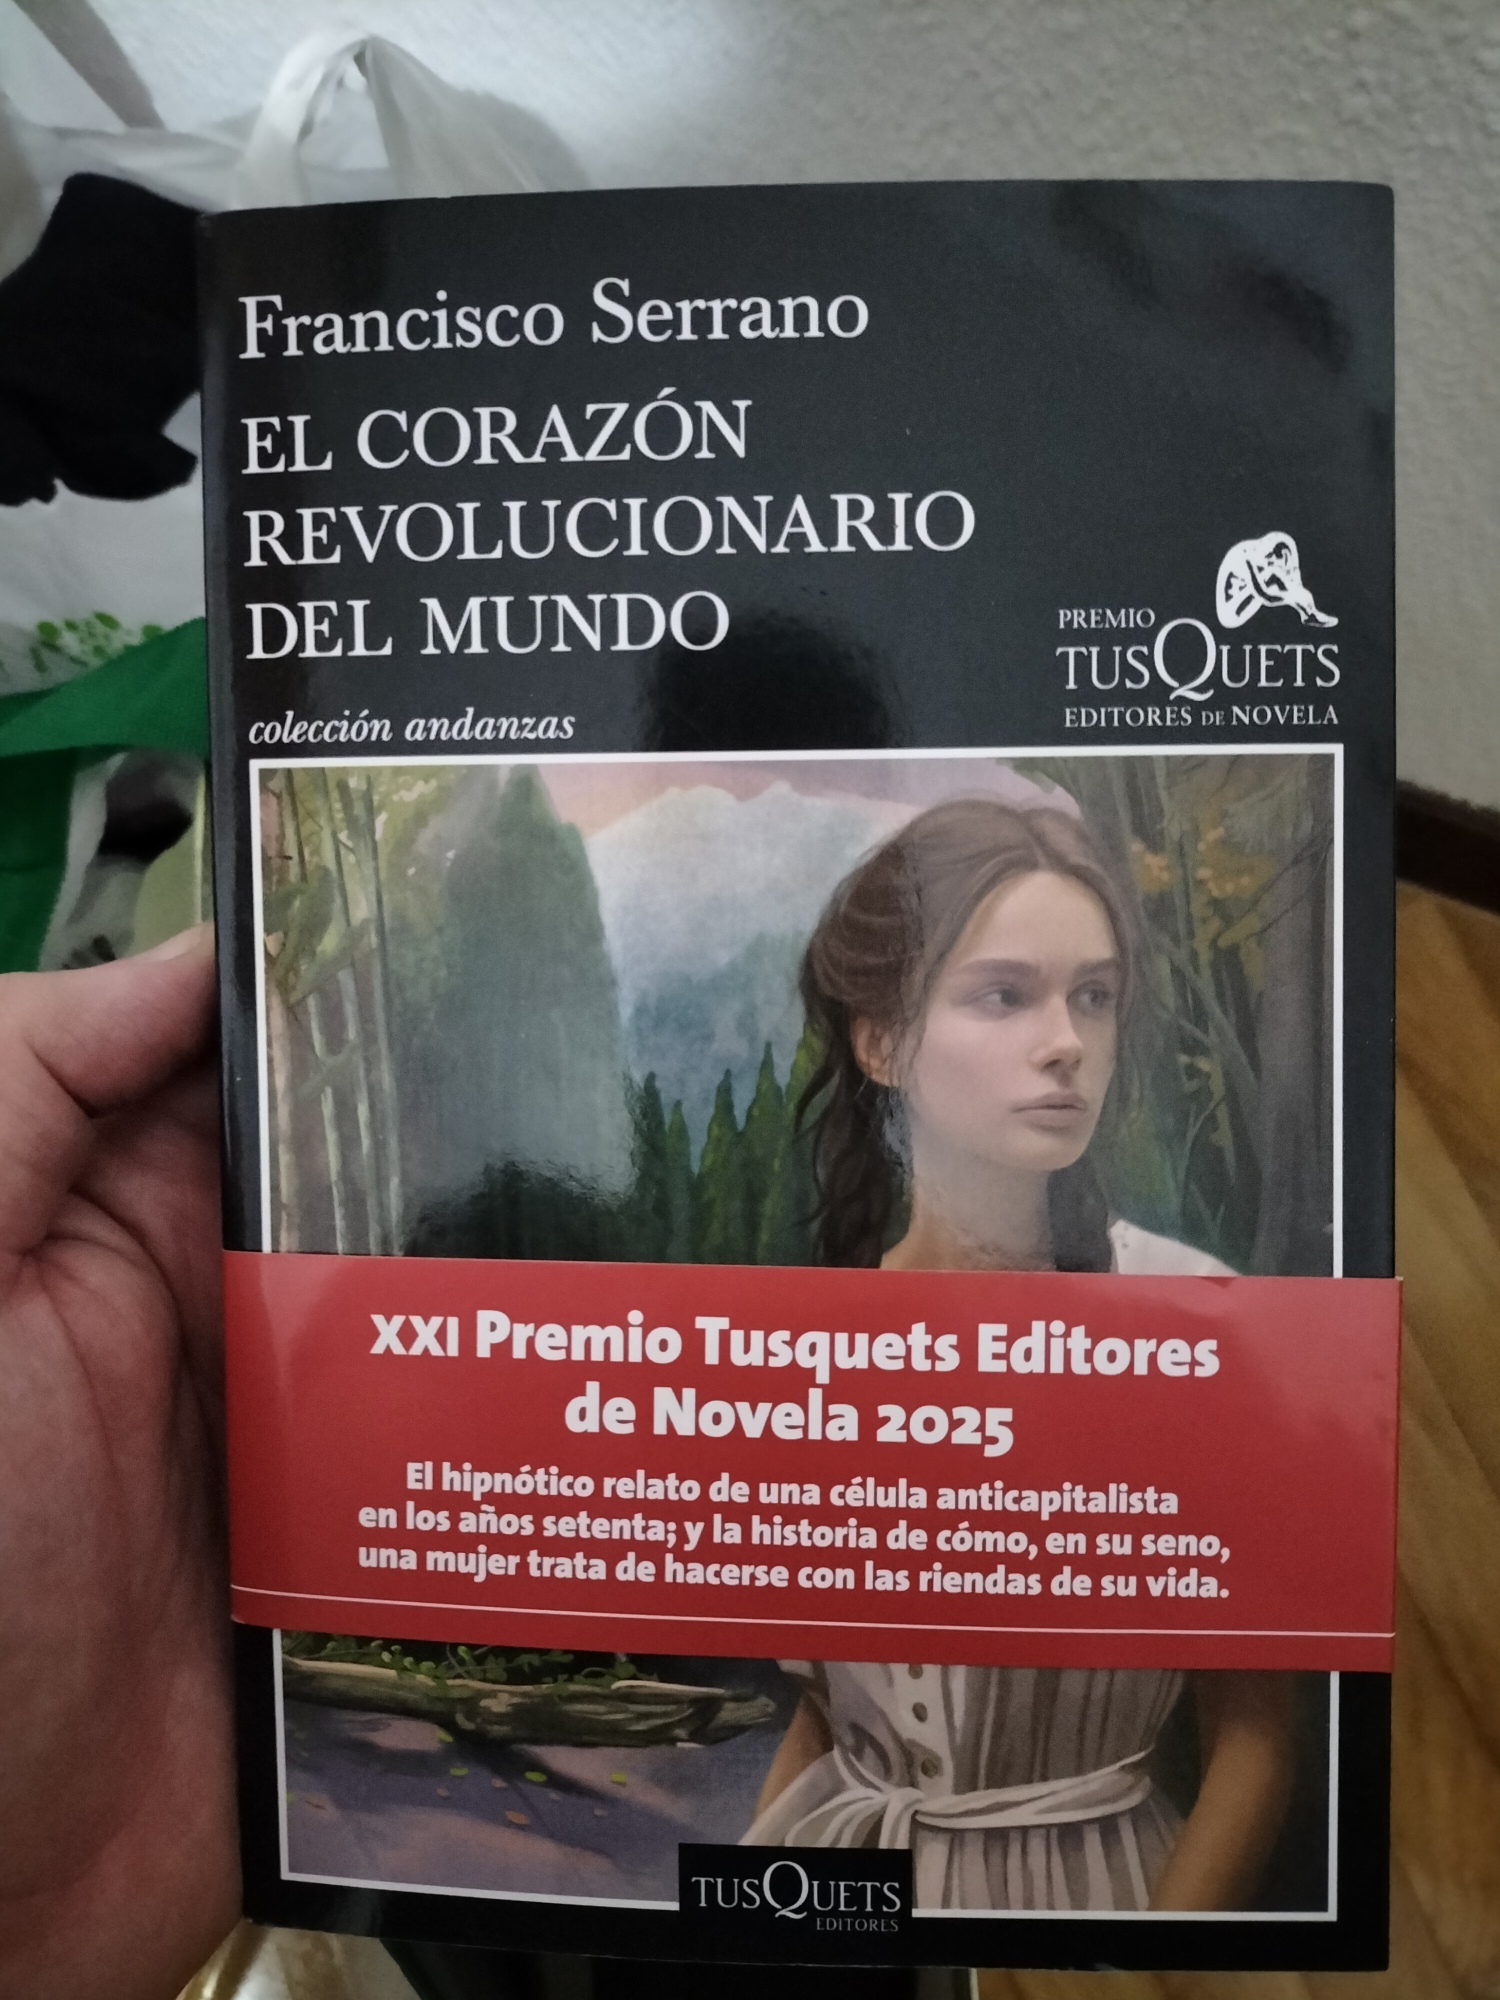 Francisco Serrano
EL CORAZÓN
REVOLUCIONARIO
DEL MUNDO
colección andanzas
PREMIO
TUSQUETS
EDITORES DE NOVELA
XXI Premio Tusquets Editores
de Novela 2025
El hipnótico relato de una célula anticapitalista
en los años setenta; y la historia de cómo, en su seno,
una mujer trata de hacerse con las riendas de su vida.
TUSQUETS
EDITORES